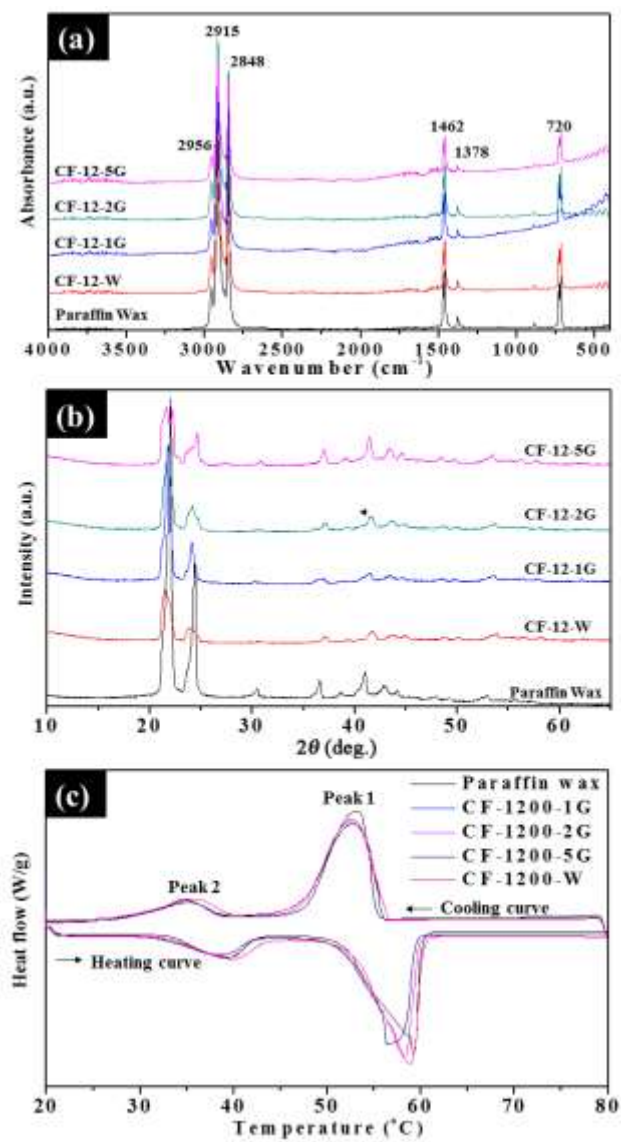 (a)
2915
2848
2956
1462
1378
720
CF-12-5G
CF-12-2G
CF-12-1G
CF-12-W
Paraffin Wax
Absorbance (a.u.)
4000 3500 3000 2500 2000 1500 1000 500
Wavenumber (cm-1)
(b)
CF-12-5G
CF-12-2G
CF-12-1G
CF-12-W
Paraffin Wax
Intensity (a.u.)
10 20 30 40 50 60
2θ (deg.)
(c)
Peak 1
Peak 2
Paraffin wax
CF-1200-1G
CF-1200-2G
CF-1200-5G
CF-1200-W
← Cooling curve
→ Heating curve
Heat flow (W/g)
20 30 40 50 60 70 80
Temperature (°C)